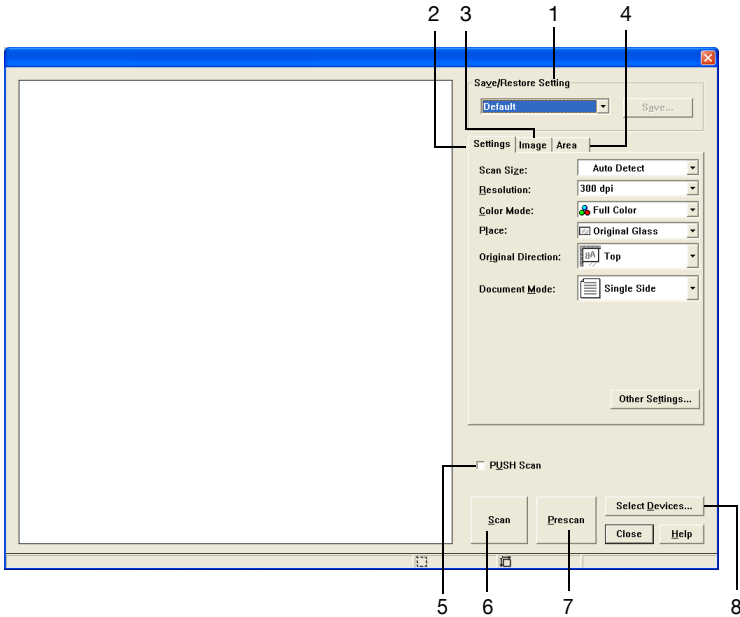 2 3 1 4
Save/Restore Setting
Default Save...
Settings Image Area
Scan Size: Auto Detect
Resolution: 300 dpi
Color Mode: Full Color
Place: Original Glass
Original Direction: Top
Document Mode: Single Side
Other Settings...
PUSH Scan
Scan Prescan Select Devices...
Close Help
5 6 7 8